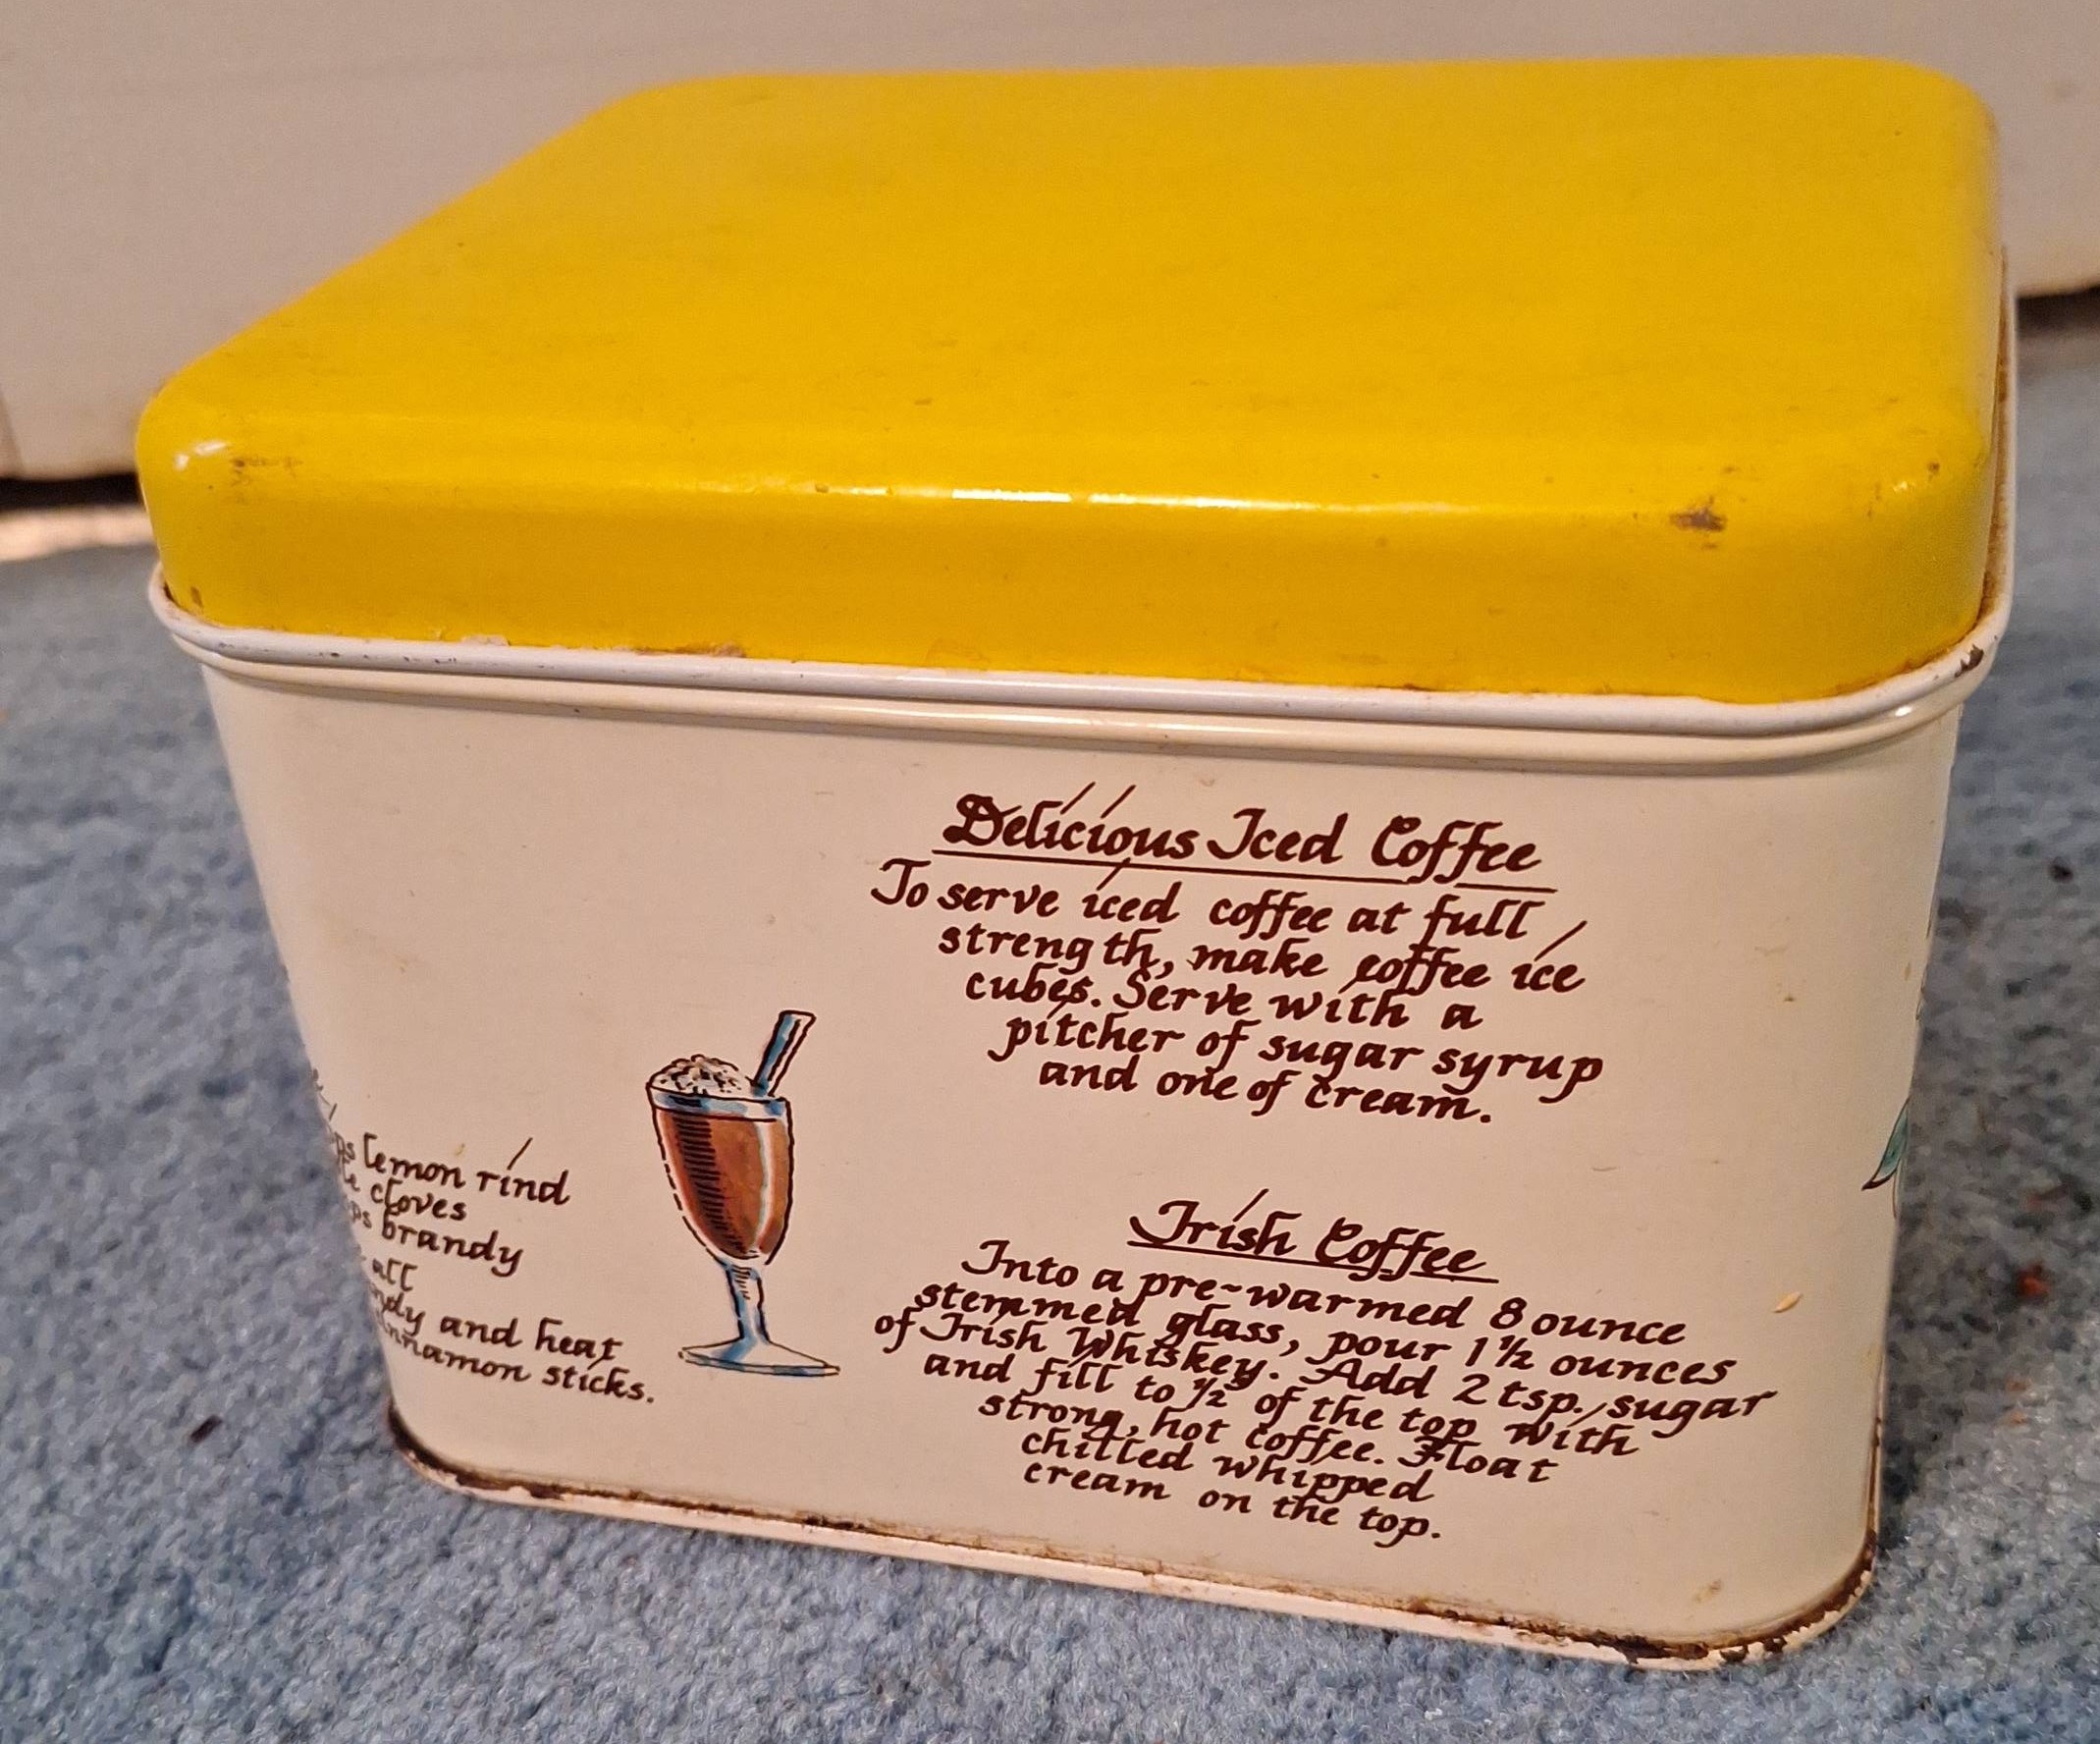 Delicious Iced Coffee
To serve iced coffee at full
strength, make coffee ice
cubes. Serve with a
pitcher of sugar syrup
and one of cream.
Irish Coffee
Into a pre-warmed 8 ounce
stemmed glass, pour 1½ ounces
of Irish Whiskey. Add 2 tsp. sugar
and fill to ½" of the top with
strong, hot coffee. Float
chilled whipped
cream on the top.
lemon rind
cloves
brandy
all
and heat
sticks.